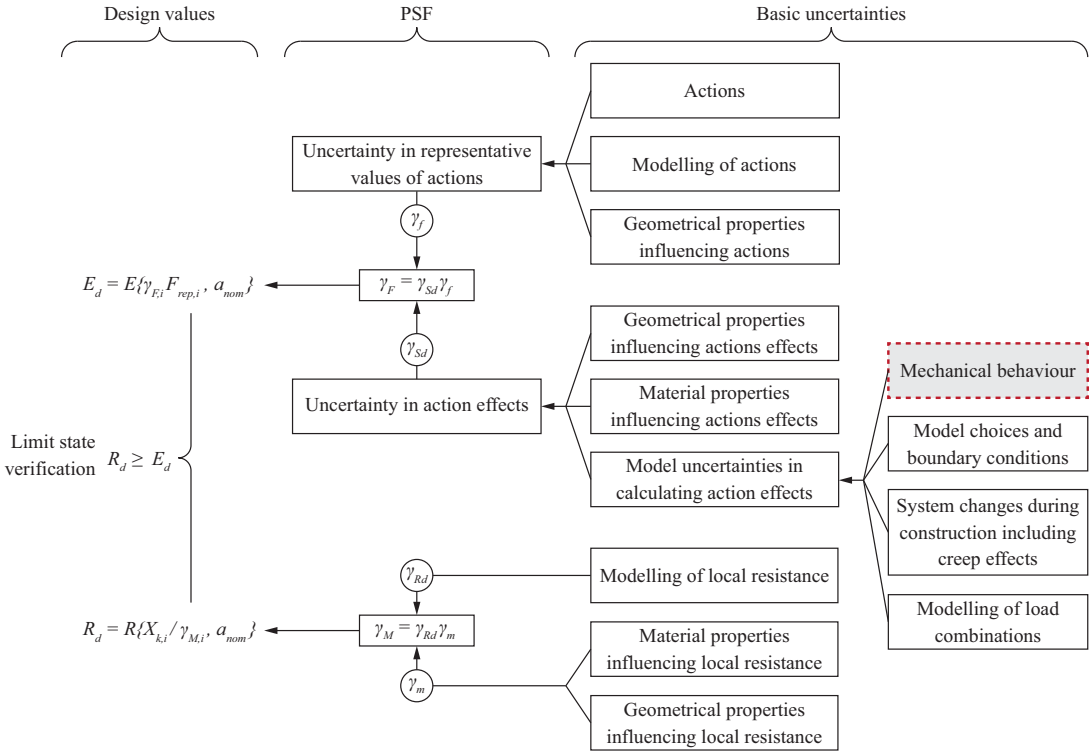 Design values
PSF
Basic uncertainties
Actions
Uncertainty in representative
values of actions
Modelling of actions
γf
Geometrical properties
influencing actions
Ed = E{γF,i Frep,i , anom}
γF = γSd γf
γSd
Geometrical properties
influencing actions effects
Mechanical behaviour
Uncertainty in action effects
Material properties
influencing actions effects
Model choices and
boundary conditions
Limit state
verification
Rd ≥ Ed
Model uncertainties in
calculating action effects
System changes during
construction including
creep effects
γRd
Modelling of local resistance
Modelling of load
combinations
Rd = R{Xk,i / γM,i , anom}
γM = γRd γm
Material properties
influencing local resistance
γm
Geometrical properties
influencing local resistance